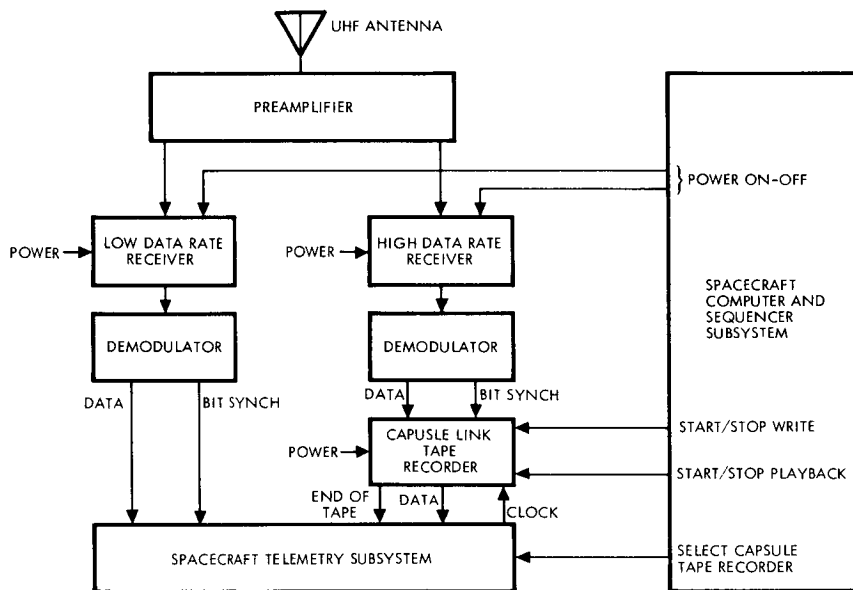 UHF ANTENNA
PREAMPLIFIER
POWER ON-OFF
POWER
LOW DATA RATE
RECEIVER
POWER
HIGH DATA RATE
RECEIVER
SPACECRAFT
COMPUTER AND
SEQUENCER
SUBSYSTEM
DEMODULATOR
DEMODULATOR
DATA
BIT SYNCH
DATA
BIT SYNCH
POWER
CAPUSLE LINK
TAPE
RECORDER
START/STOP WRITE
START/STOP PLAYBACK
END OF
TAPE
DATA
CLOCK
SPACECRAFT TELEMETRY SUBSYSTEM
SELECT CAPSULE
TAPE RECORDER